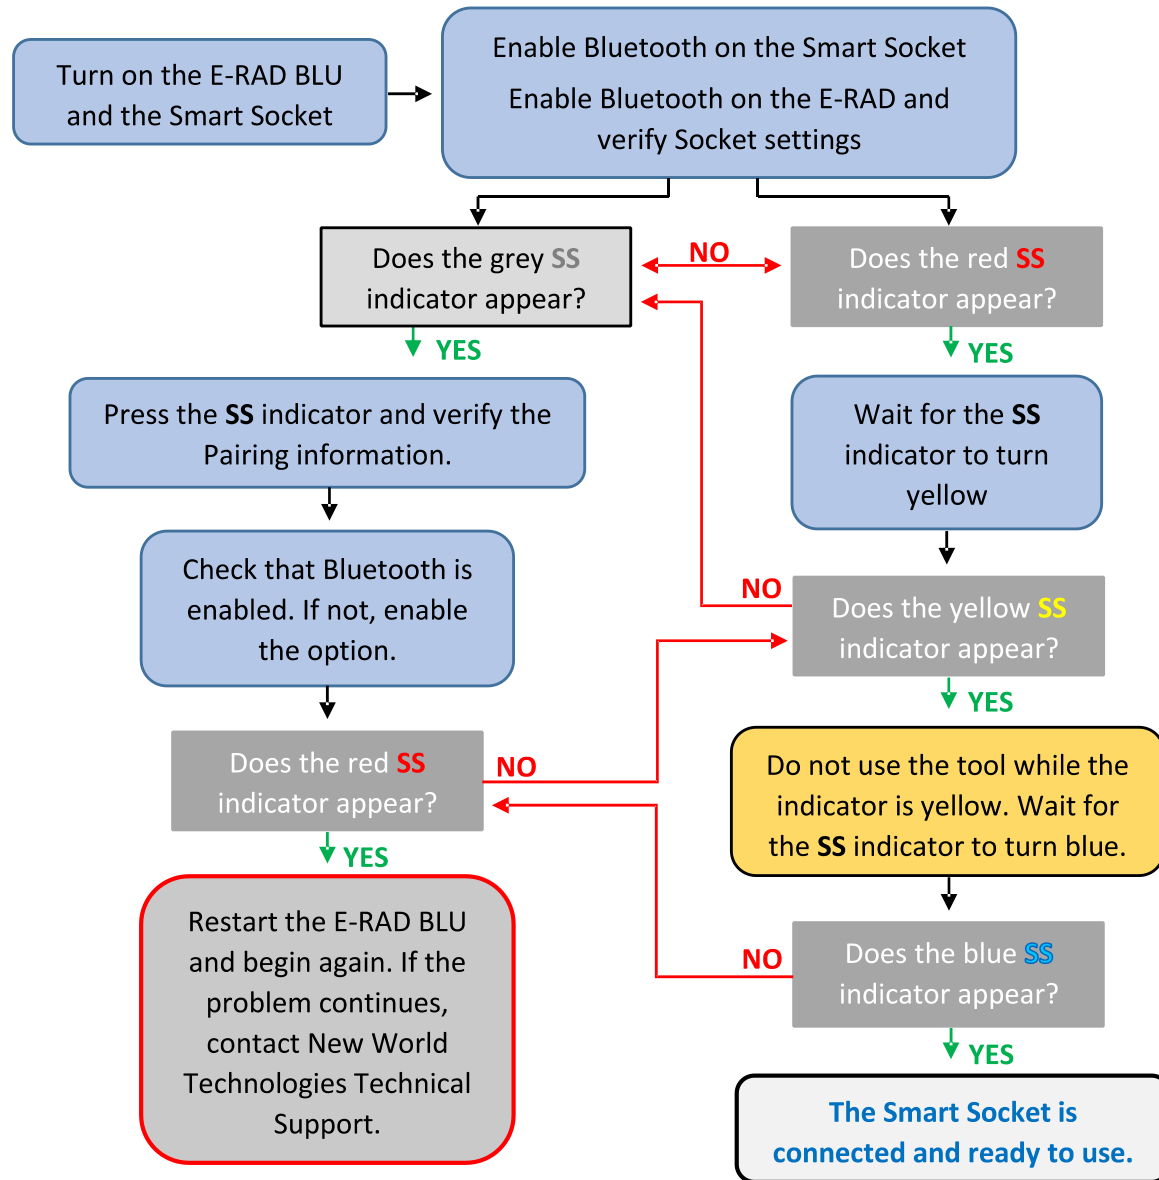 Turn on the E-RAD BLU
and the Smart Socket
Enable Bluetooth on the Smart Socket
Enable Bluetooth on the E-RAD and
verify Socket settings
Does the grey SS
indicator appear?
NO
Does the red SS
indicator appear?
YES
YES
Press the SS indicator and verify the
Pairing information.
Wait for the SS
indicator to turn
yellow
Check that Bluetooth is
enabled. If not, enable
the option.
NO
Does the yellow SS
indicator appear?
YES
Does the red SS
indicator appear?
NO
Do not use the tool while the
indicator is yellow. Wait for
the SS indicator to turn blue.
YES
Restart the E-RAD BLU
and begin again. If the
problem continues,
contact New World
Technologies Technical
Support.
NO
Does the blue SS
indicator appear?
YES
The Smart Socket is
connected and ready to use.